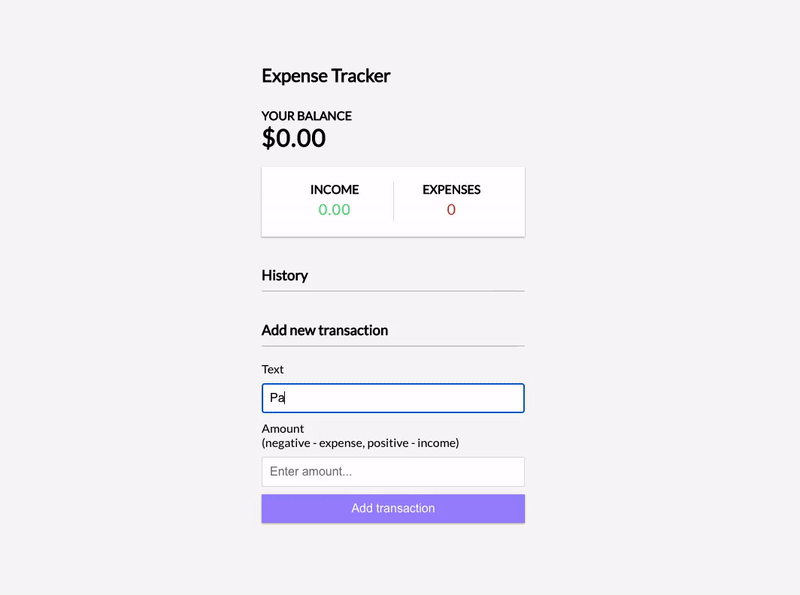 Expense Tracker
YOUR BALANCE
$0.00
INCOME EXPENSES
0.00 0
History
Add new transaction
Text
Pa
Amount
(negative - expense, positive - income)
Enter amount...
Add transaction